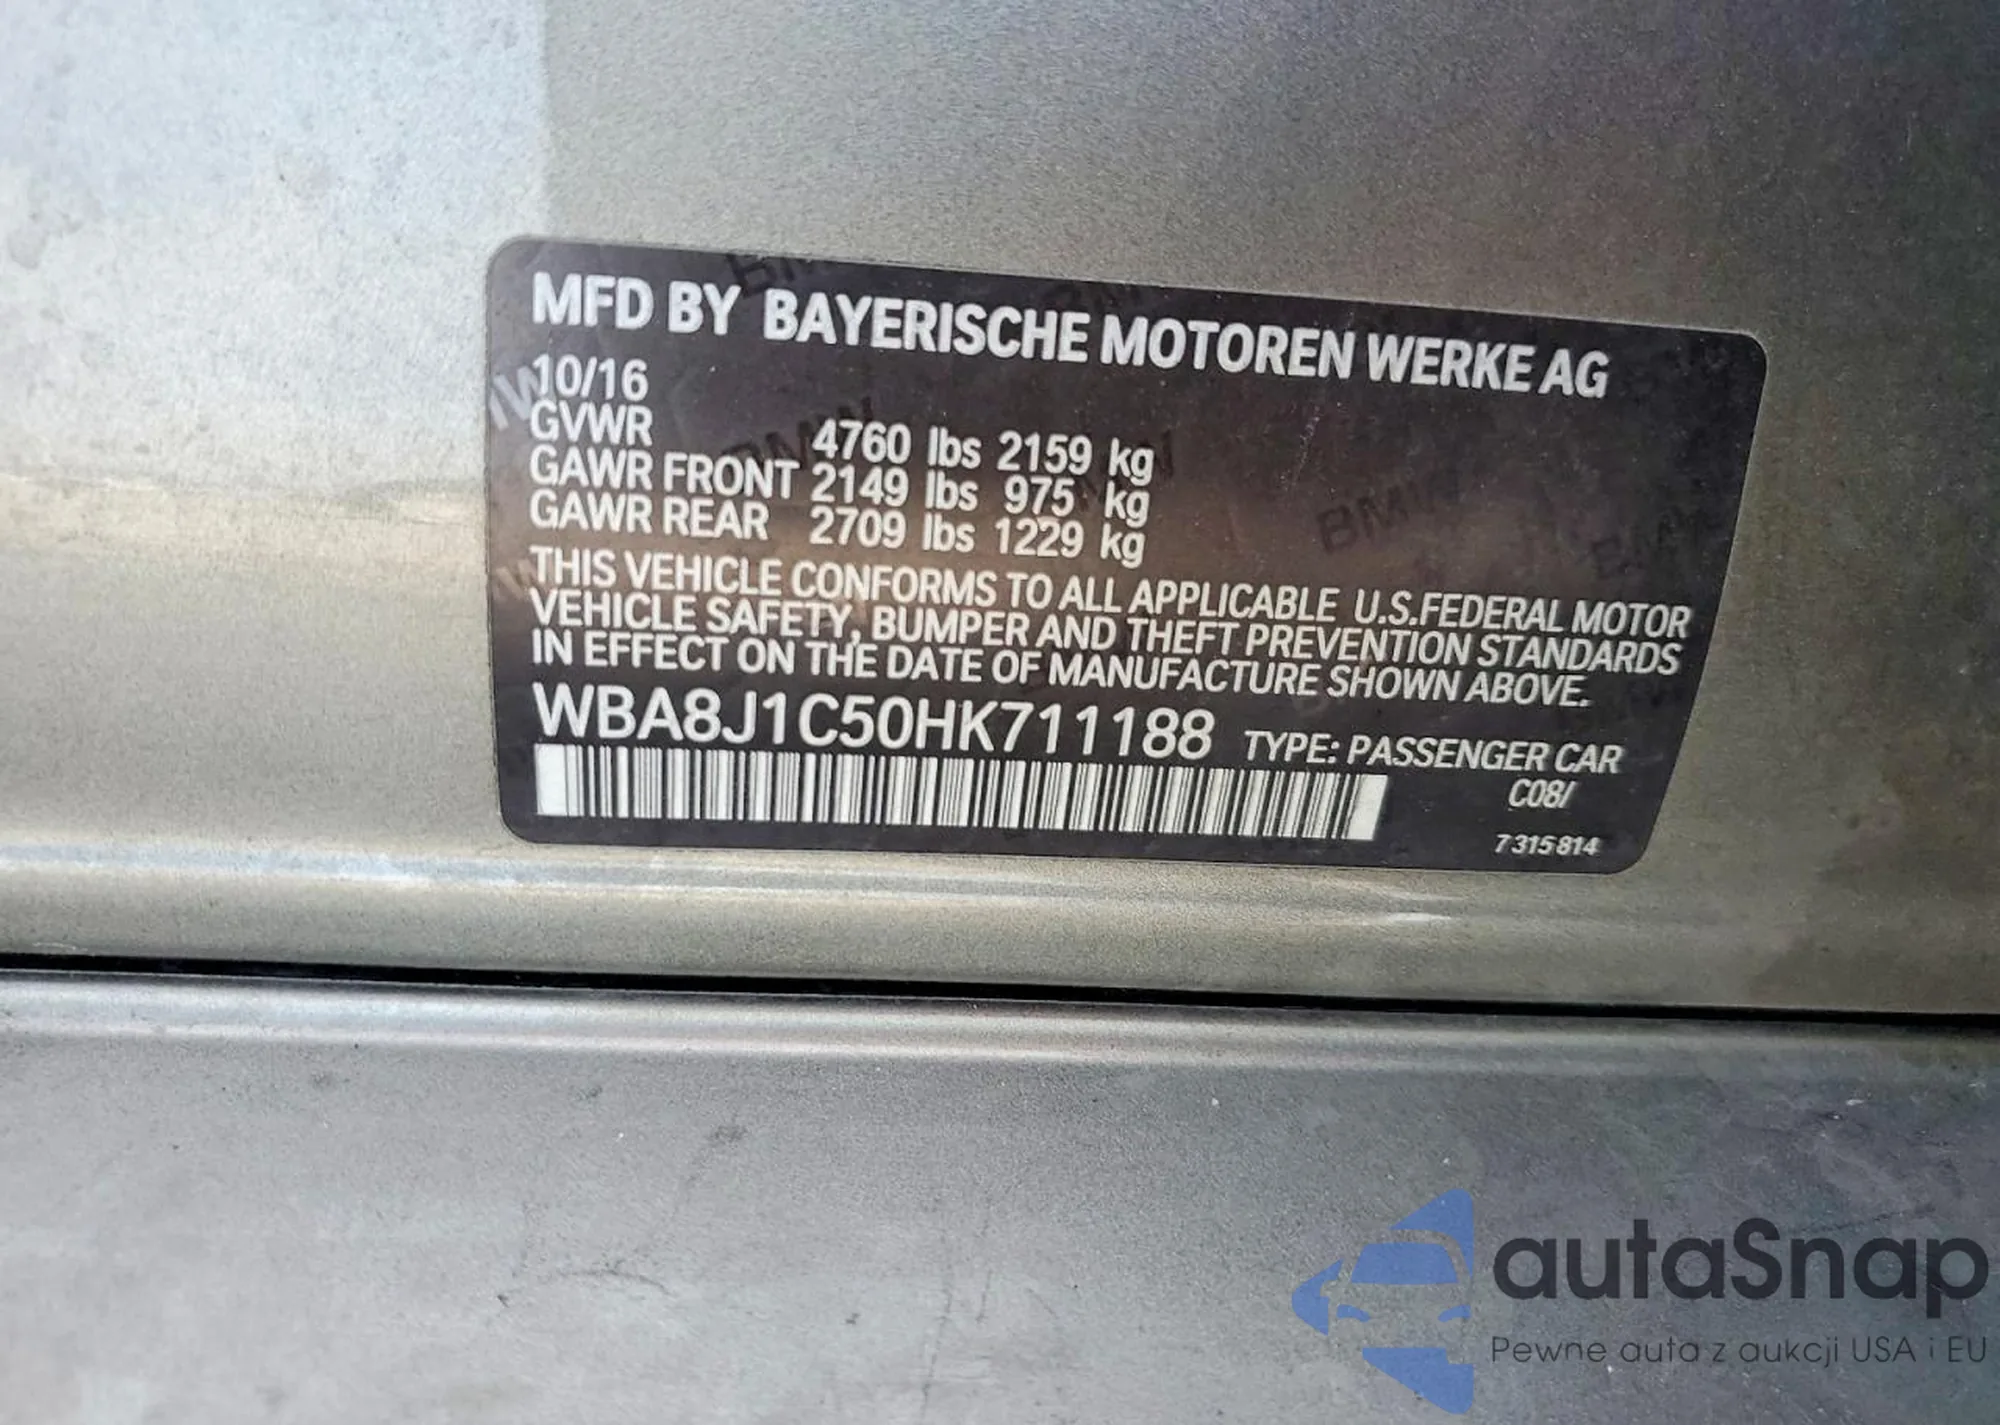 MFD BY BAYERISCHE MOTOREN WERKE AG
10/16
GVWR 4760 lbs 2159 kg
GAWR FRONT 2149 lbs 975 kg
GAWR REAR 2709 lbs 1229 kg
THIS VEHICLE CONFORMS TO ALL APPLICABLE U.S.FEDERAL MOTOR
VEHICLE SAFETY, BUMPER AND THEFT PREVENTION STANDARDS
IN EFFECT ON THE DATE OF MANUFACTURE SHOWN ABOVE.
WBA8J1C50HK711188 TYPE: PASSENGER CAR
C08/
7 315 814
autaSnap
Pewne auta z aukcji USA i EU